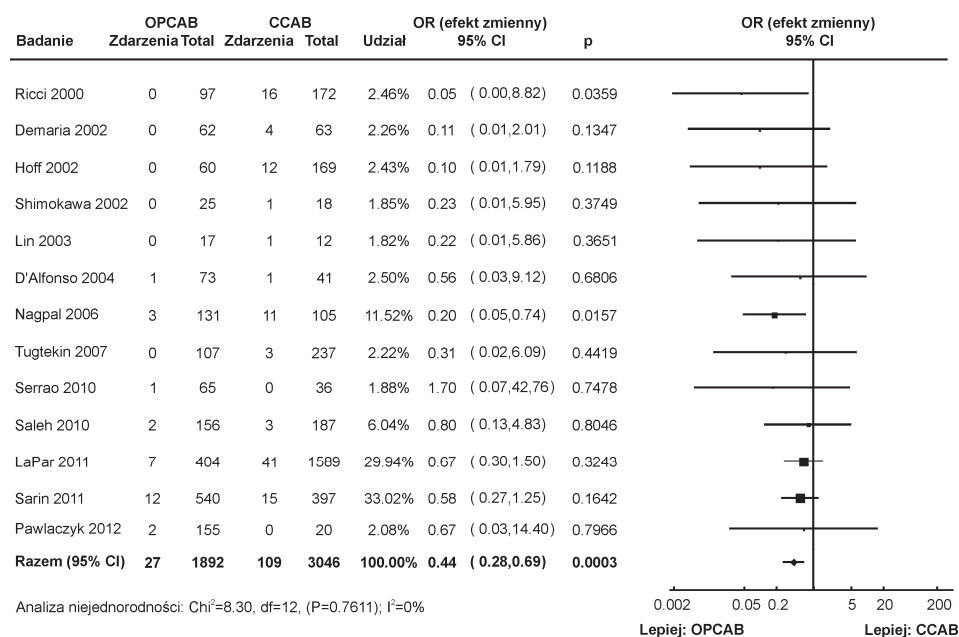 OPCAB CCAB OR (efekt zmienny) OR (efekt zmienny)
Badanie Zdarzenia Total Zdarzenia Total Udział 95% CI p 95% CI
Ricci 2000 0 97 16 172 2.46% 0.05 ( 0.00,8.82) 0.0359
Demaria 2002 0 62 4 63 2.26% 0.11 ( 0.01,2.01) 0.1347
Hoff 2002 0 60 12 169 2.43% 0.10 ( 0.01,1.79) 0.1188
Shimokawa 2002 0 25 1 18 1.85% 0.23 ( 0.01,5.95) 0.3749
Lin 2003 0 17 1 12 1.82% 0.22 ( 0.01,5.86) 0.3651
D'Alfonso 2004 1 73 1 41 2.50% 0.56 ( 0.03,9.12) 0.6806
Nagpal 2006 3 131 11 105 11.52% 0.20 ( 0.05,0.74) 0.0157
Tugtekin 2007 0 107 3 237 2.22% 0.31 ( 0.02,6.09) 0.4419
Serrao 2010 1 65 0 36 1.88% 1.70 ( 0.07,42,76) 0.7478
Saleh 2010 2 156 3 187 6.04% 0.80 ( 0.13,4.83) 0.8046
LaPar 2011 7 404 41 1589 29.94% 0.67 ( 0.30,1.50) 0.3243
Sarin 2011 12 540 15 397 33.02% 0.58 ( 0.27,1.25) 0.1642
Pawlaczyk 2012 2 155 0 20 2.08% 0.67 ( 0.03,14.40) 0.7966
Razem (95% CI) 27 1892 109 3046 100.00% 0.44 ( 0.28,0.69) 0.0003
Analiza niejednorodności: Chi²=8.30, df=12, (P=0.7611); I²=0%
0.002 0.05 0.2 5 20 200
Lepiej: OPCAB Lepiej: CCAB